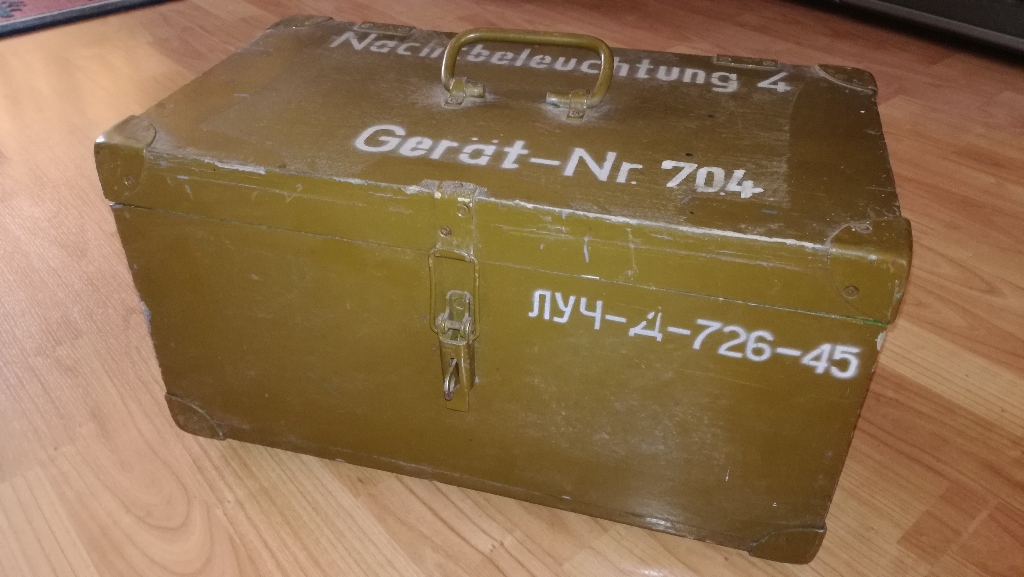 Nachtbeleuchtung 4
Gerät-Nr. 704
ЛУЧ-Д-726-45